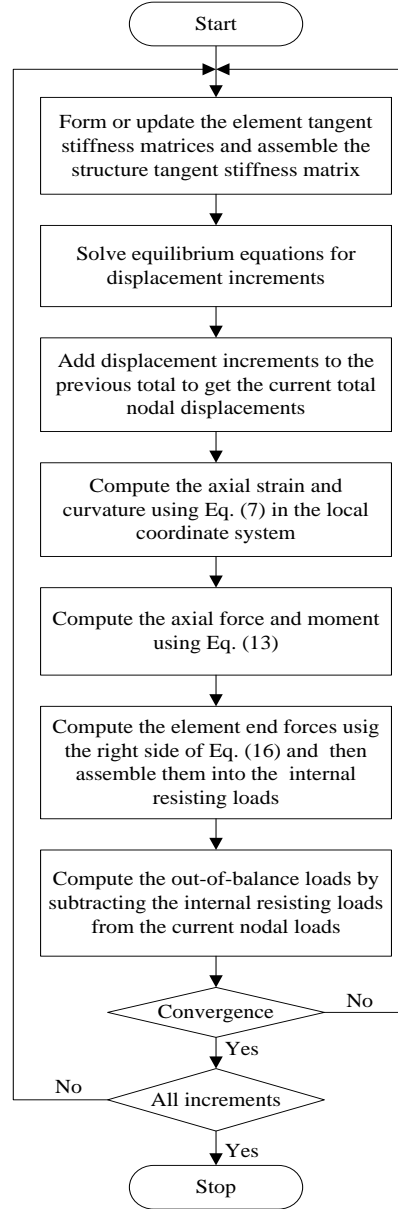 Start
Form or update the element tangent
stiffness matrices and assemble the
structure tangent stiffness matrix
Solve equilibrium equations for
displacement increments
Add displacement increments to the
previous total to get the current total
nodal displacements
Compute the axial strain and
curvature using Eq. (7) in the local
coordinate system
Compute the axial force and moment
using Eq. (13)
Compute the element end forces usig
the right side of Eq. (16) and then
assemble them into the internal
resisting loads
Compute the out-of-balance loads by
subtracting the internal resisting loads
from the current nodal loads
Convergence
No
Yes
No
All increments
Yes
Stop